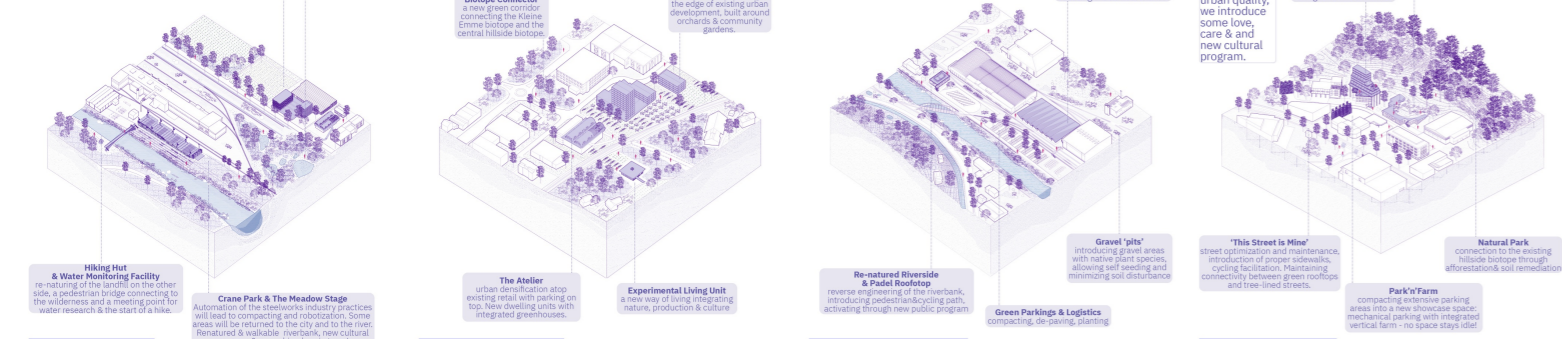 Biotope Connector
a new green corridor
connecting the Kleine
Emme biotope and the
central hillside biotope.
the edge of existing urban
development, built around
orchards & community
gardens.
urban quality,
we introduce
some love,
care & and
new cultural
program.
Hiking Hut
& Water Monitoring Facility
re-naturing of the landfill on the other
side, a pedestrian bridge connecting to
the wilderness and a meeting point for
water research & the start of a hike.
Crane Park & The Meadow Stage
Automation of the steelworks industry practices
will lead to compacting and robotization. Some
areas will be returned to the city and to the river.
Renatured & walkable riverbank, new cultural
The Atelier
urban densification atop
existing retail with parking on
top. New dwelling units with
integrated greenhouses.
Experimental Living Unit
a new way of living integrating
nature, production & culture
Re-natured Riverside
& Padel Roofotop
reverse engineering of the riverbank,
introducing pedestrian&cycling path,
activating through new public program
Green Parkings & Logistics
compacting, de-paving, planting
Gravel 'pits'
introducing gravel areas
with native plant species,
allowing self seeding and
minimizing soil disturbance
'This Street is Mine'
street optimization and maintenance,
introduction of proper sidewalks,
cycling facilitation. Maintaining
connectivity between green rooftops
and tree-lined streets.
Park'n'Farm
compacting extensive parking
areas into a new showcase space:
mechanical parking with integrated
vertical farm - no space stays idle!
Natural Park
connection to the existing
hillside biotope through
afforestation& soil remediation